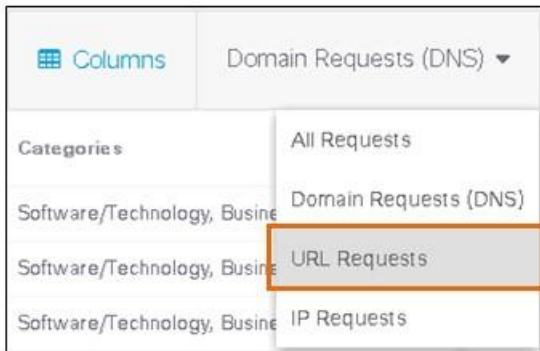 Columns
Domain Requests (DNS)
Categories
All Requests
Software/Technology, Busine
Domain Requests (DNS)
Software/Technology, Busine
URL Requests
Software/Technology, Busine
IP Requests